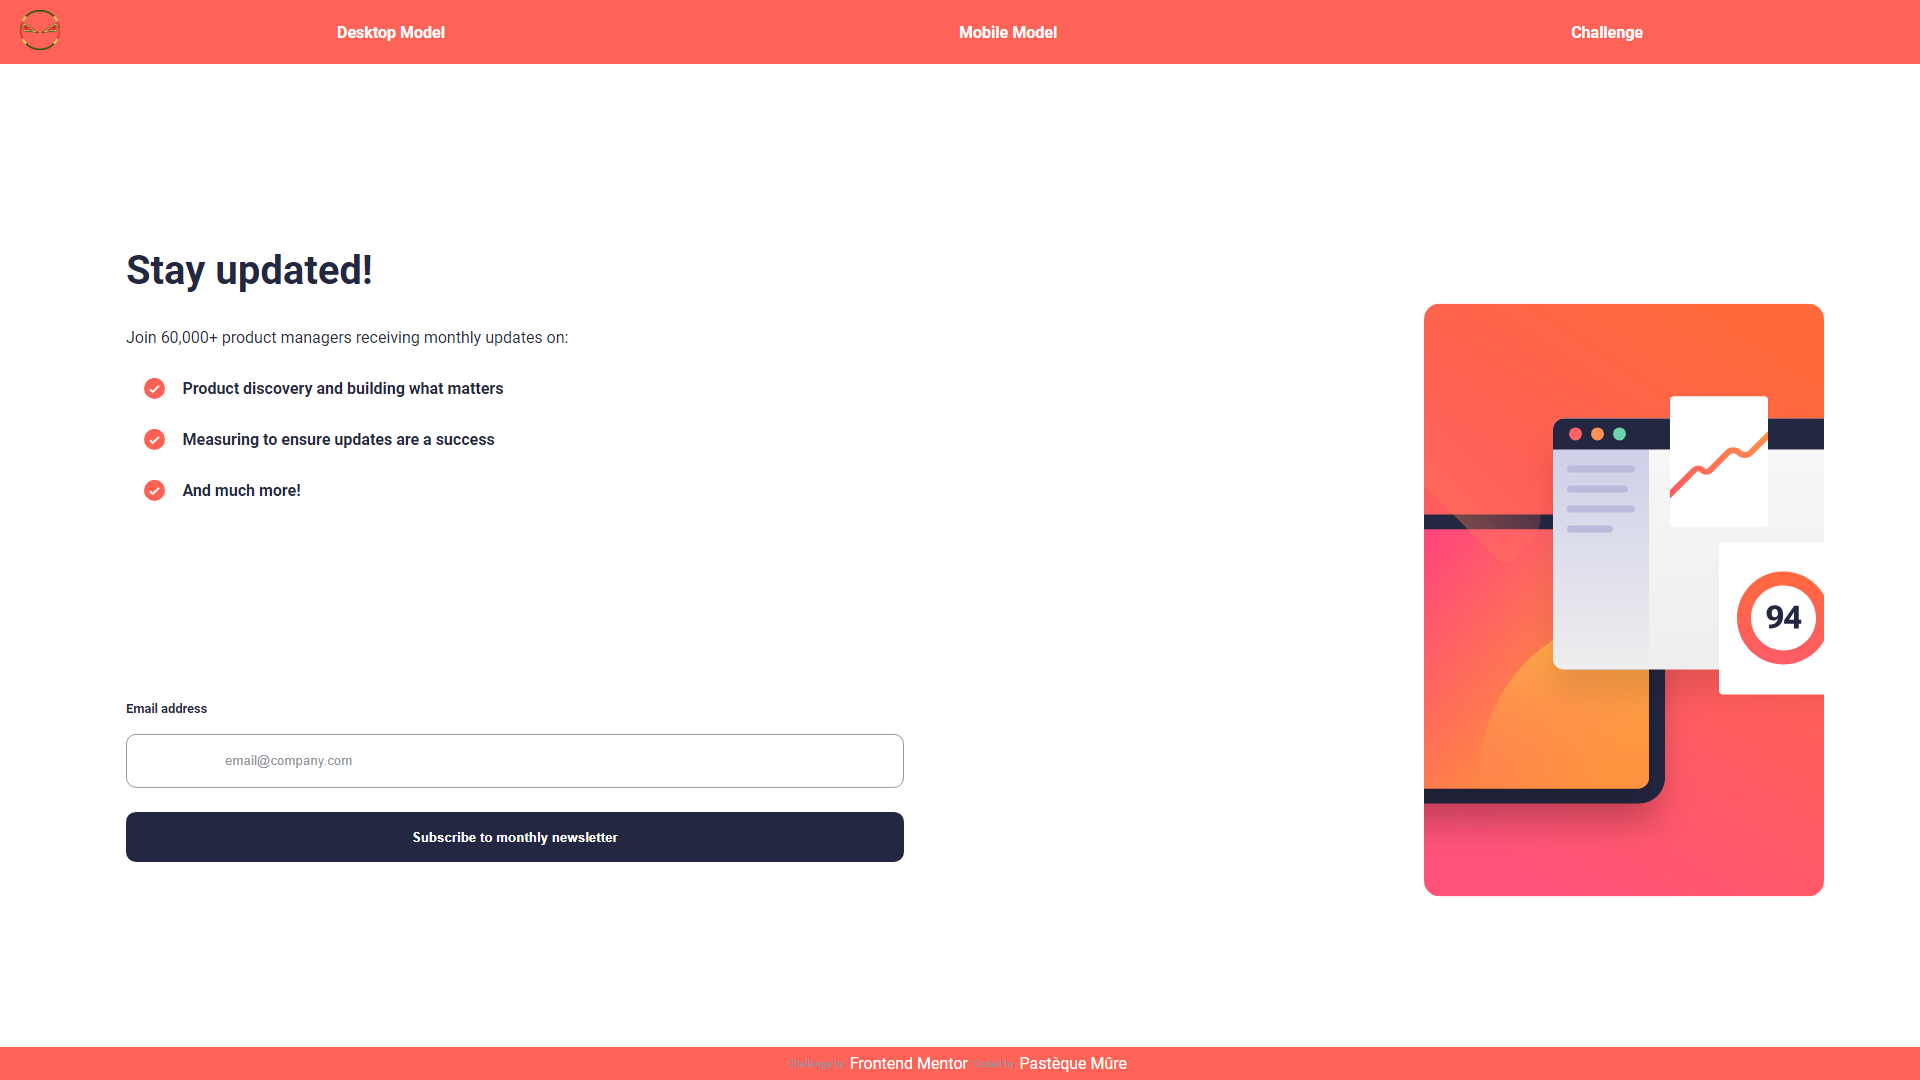 Desktop Model
Mobile Model
Challenge
Stay updated!
Join 60,000+ product managers receiving monthly updates on:
Product discovery and building what matters
Measuring to ensure updates are a success
And much more!
94
Email address
email@company.com
Subscribe to monthly newsletter
Challenge by Frontend Mentor Coded by Pastèque Mûre